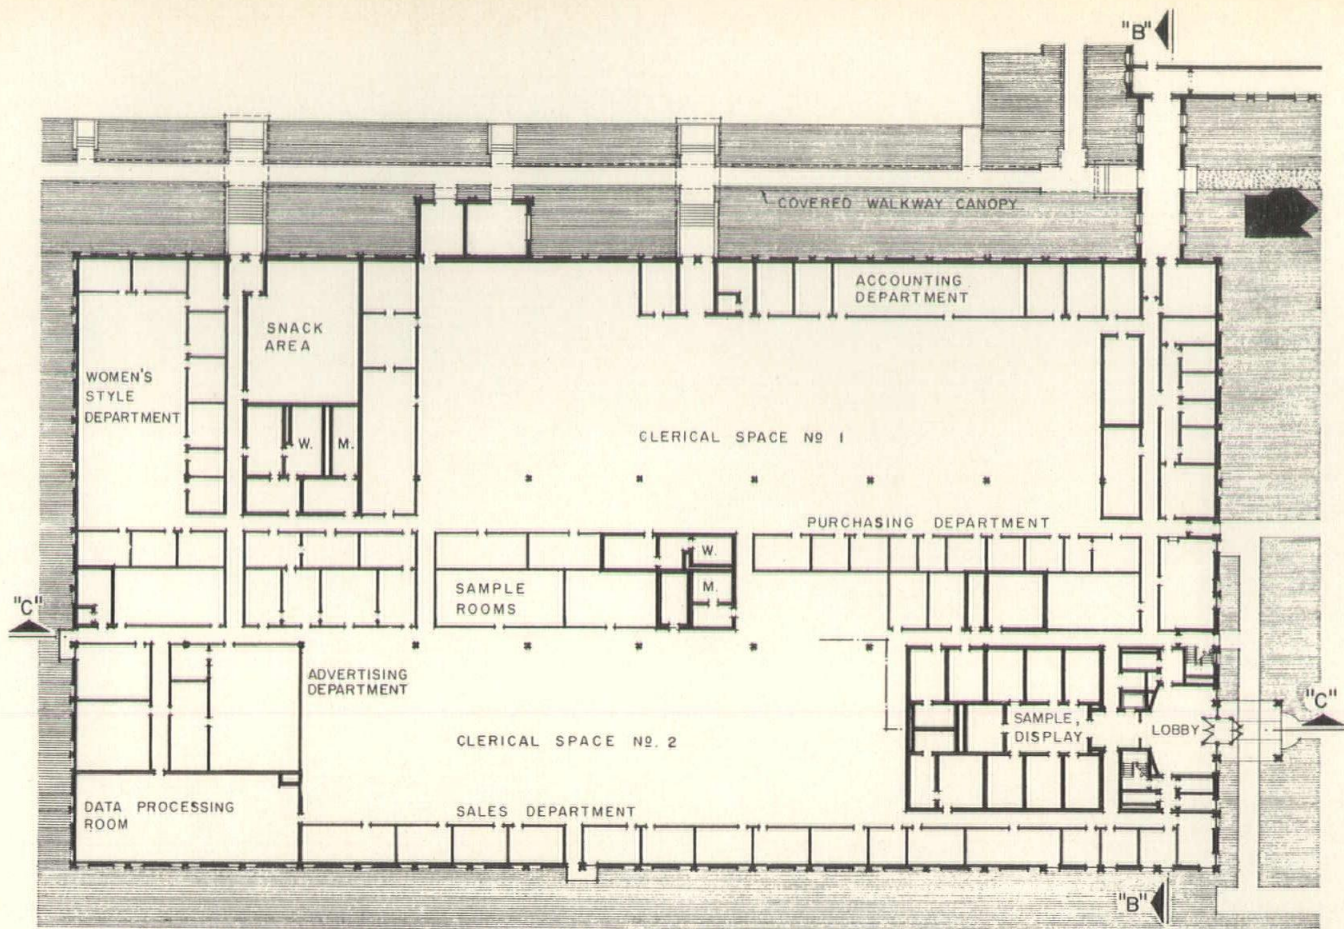 "B"
COVERED WALKWAY CANOPY
ACCOUNTING
DEPARTMENT
SNACK
AREA
WOMEN'S
STYLE
DEPARTMENT
W.
M.
CLERICAL SPACE Nº 1
PURCHASING DEPARTMENT
W.
M.
SAMPLE
ROOMS
"C"
ADVERTISING
DEPARTMENT
"C"
SAMPLE,
DISPLAY
LOBBY
CLERICAL SPACE Nº. 2
DATA PROCESSING
ROOM
SALES DEPARTMENT
"B"